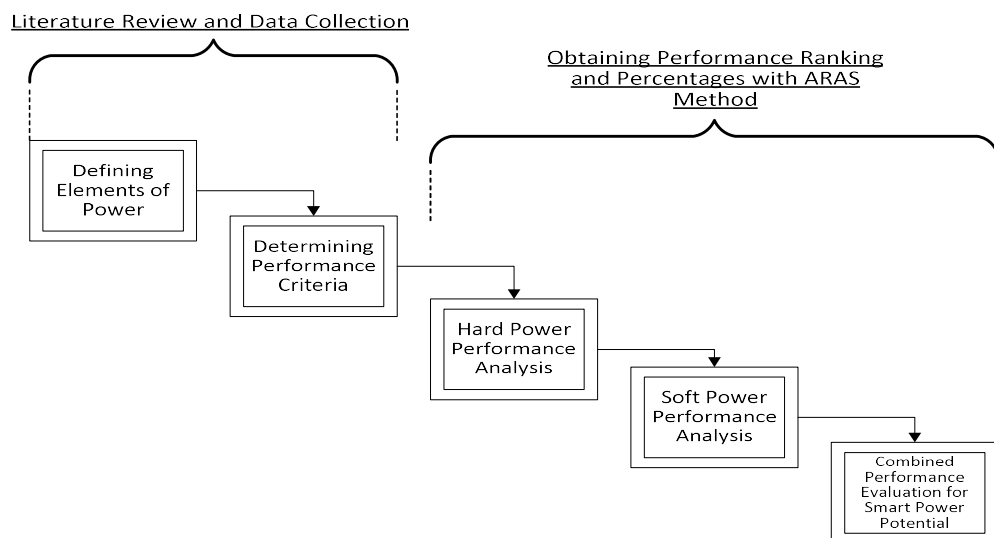 Literature Review and Data Collection
Obtaining Performance Ranking
and Percentages with ARAS
Method
Defining
Elements of
Power
Determining
Performance
Criteria
Hard Power
Performance
Analysis
Soft Power
Performance
Analysis
Combined
Performance
Evaluation for
Smart Power
Potential